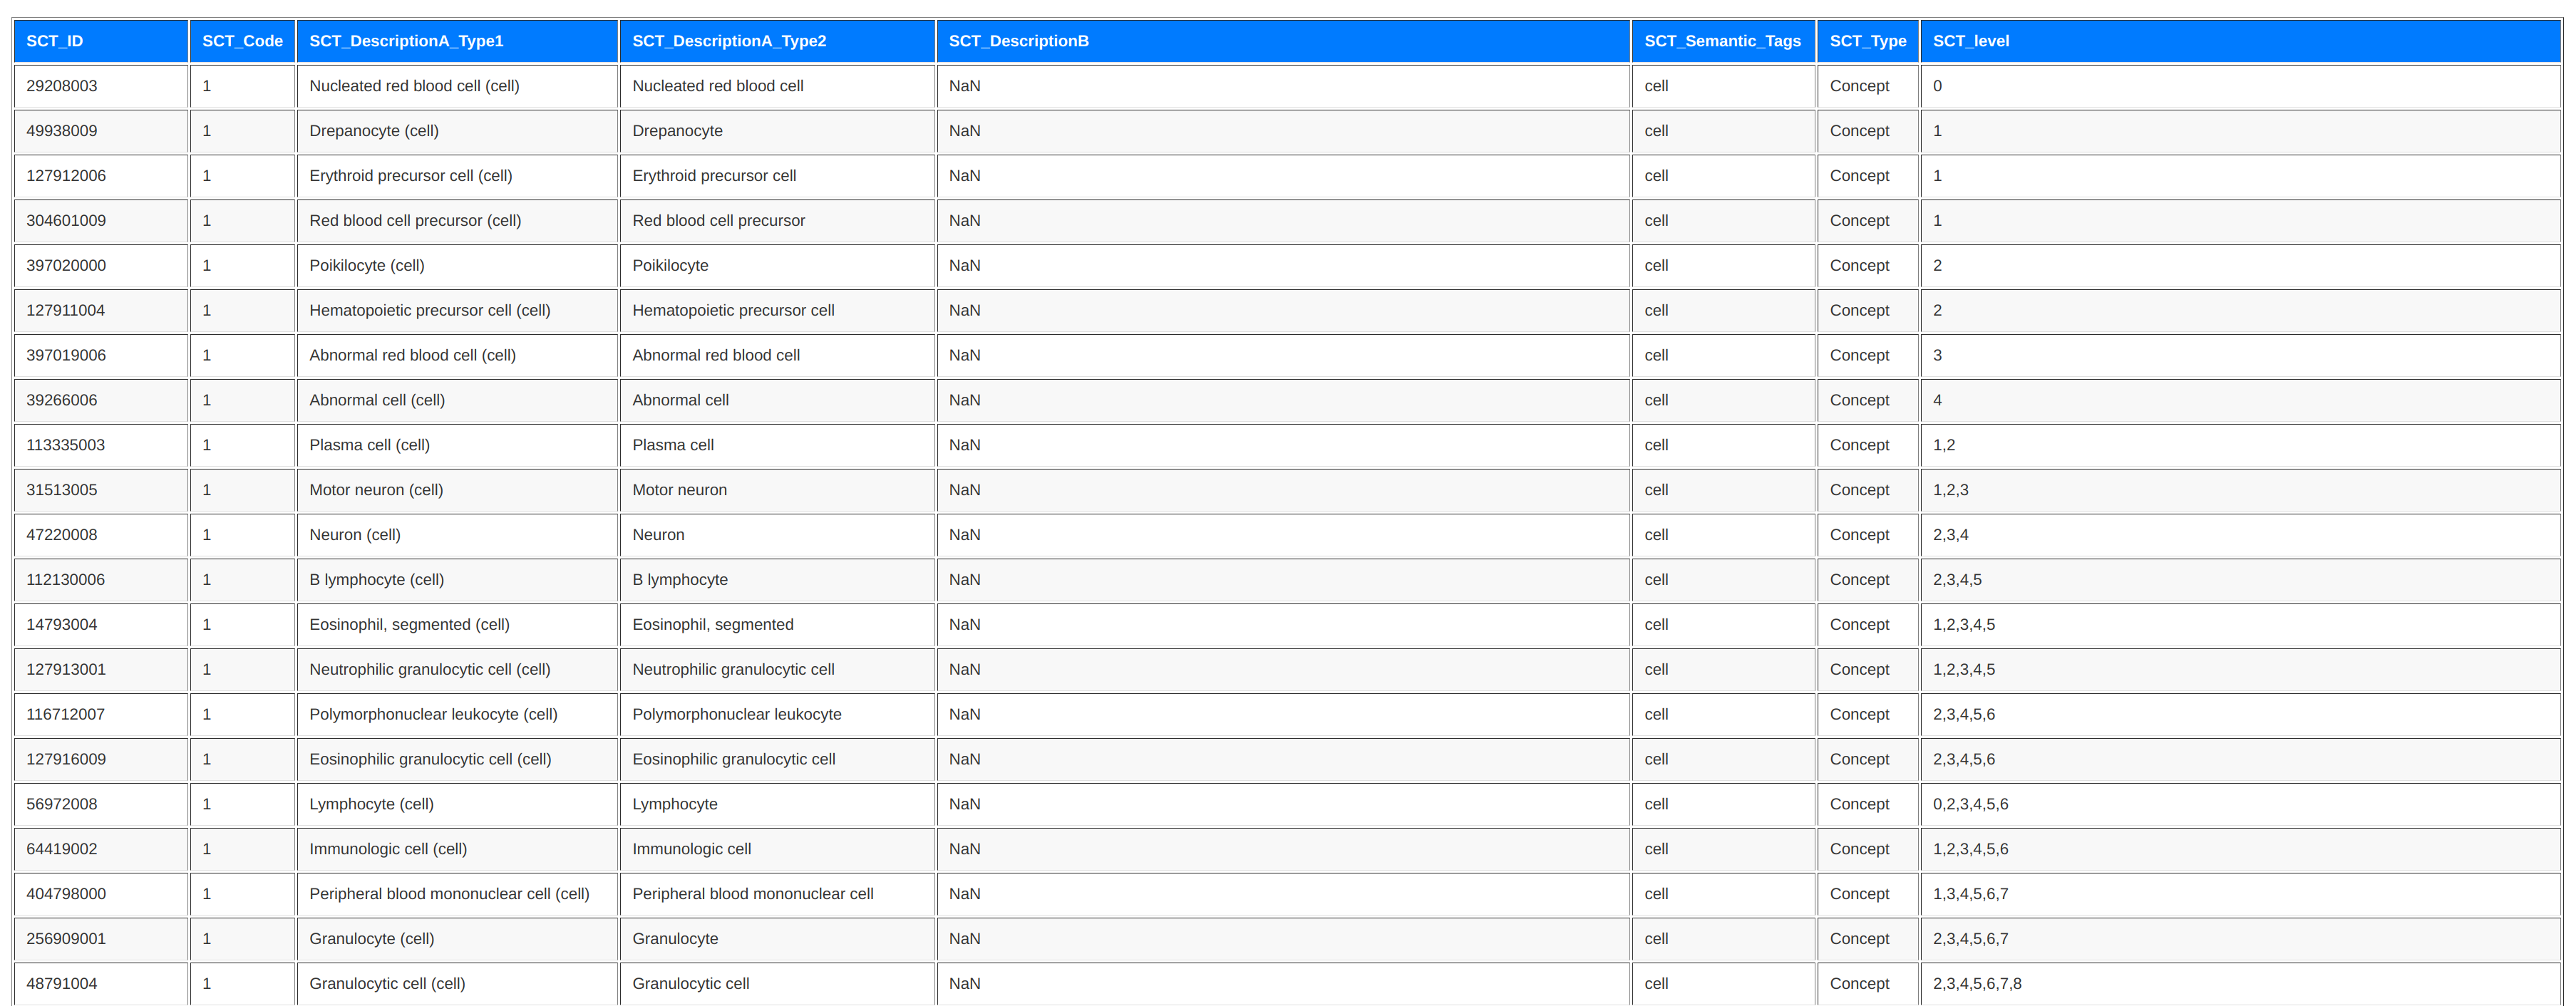 SCT_ID SCT_Code SCT_DescriptionA_Type1 SCT_DescriptionA_Type2 SCT_DescriptionB SCT_Semantic_Tags SCT_Type SCT_level
29208003 1 Nucleated red blood cell (cell) Nucleated red blood cell NaN cell Concept 0
49938009 1 Drepanocyte (cell) Drepanocyte NaN cell Concept 1
127912006 1 Erythroid precursor cell (cell) Erythroid precursor cell NaN cell Concept 1
304601009 1 Red blood cell precursor (cell) Red blood cell precursor NaN cell Concept 1
397020000 1 Poikilocyte (cell) Poikilocyte NaN cell Concept 2
127911004 1 Hematopoietic precursor cell (cell) Hematopoietic precursor cell NaN cell Concept 2
397019006 1 Abnormal red blood cell (cell) Abnormal red blood cell NaN cell Concept 3
39266006 1 Abnormal cell (cell) Abnormal cell NaN cell Concept 4
113335003 1 Plasma cell (cell) Plasma cell NaN cell Concept 1,2
31513005 1 Motor neuron (cell) Motor neuron NaN cell Concept 1,2,3
47220008 1 Neuron (cell) Neuron NaN cell Concept 2,3,4
112130006 1 B lymphocyte (cell) B lymphocyte NaN cell Concept 2,3,4,5
14793004 1 Eosinophil, segmented (cell) Eosinophil, segmented NaN cell Concept 1,2,3,4,5
127913001 1 Neutrophilic granulocytic cell (cell) Neutrophilic granulocytic cell NaN cell Concept 1,2,3,4,5
116712007 1 Polymorphonuclear leukocyte (cell) Polymorphonuclear leukocyte NaN cell Concept 2,3,4,5,6
127916009 1 Eosinophilic granulocytic cell (cell) Eosinophilic granulocytic cell NaN cell Concept 2,3,4,5,6
56972008 1 Lymphocyte (cell) Lymphocyte NaN cell Concept 0,2,3,4,5,6
64419002 1 Immunologic cell (cell) Immunologic cell NaN cell Concept 1,2,3,4,5,6
404798000 1 Peripheral blood mononuclear cell (cell) Peripheral blood mononuclear cell NaN cell Concept 1,3,4,5,6,7
256909001 1 Granulocyte (cell) Granulocyte NaN cell Concept 2,3,4,5,6,7
48791004 1 Granulocytic cell (cell) Granulocytic cell NaN cell Concept 2,3,4,5,6,7,8